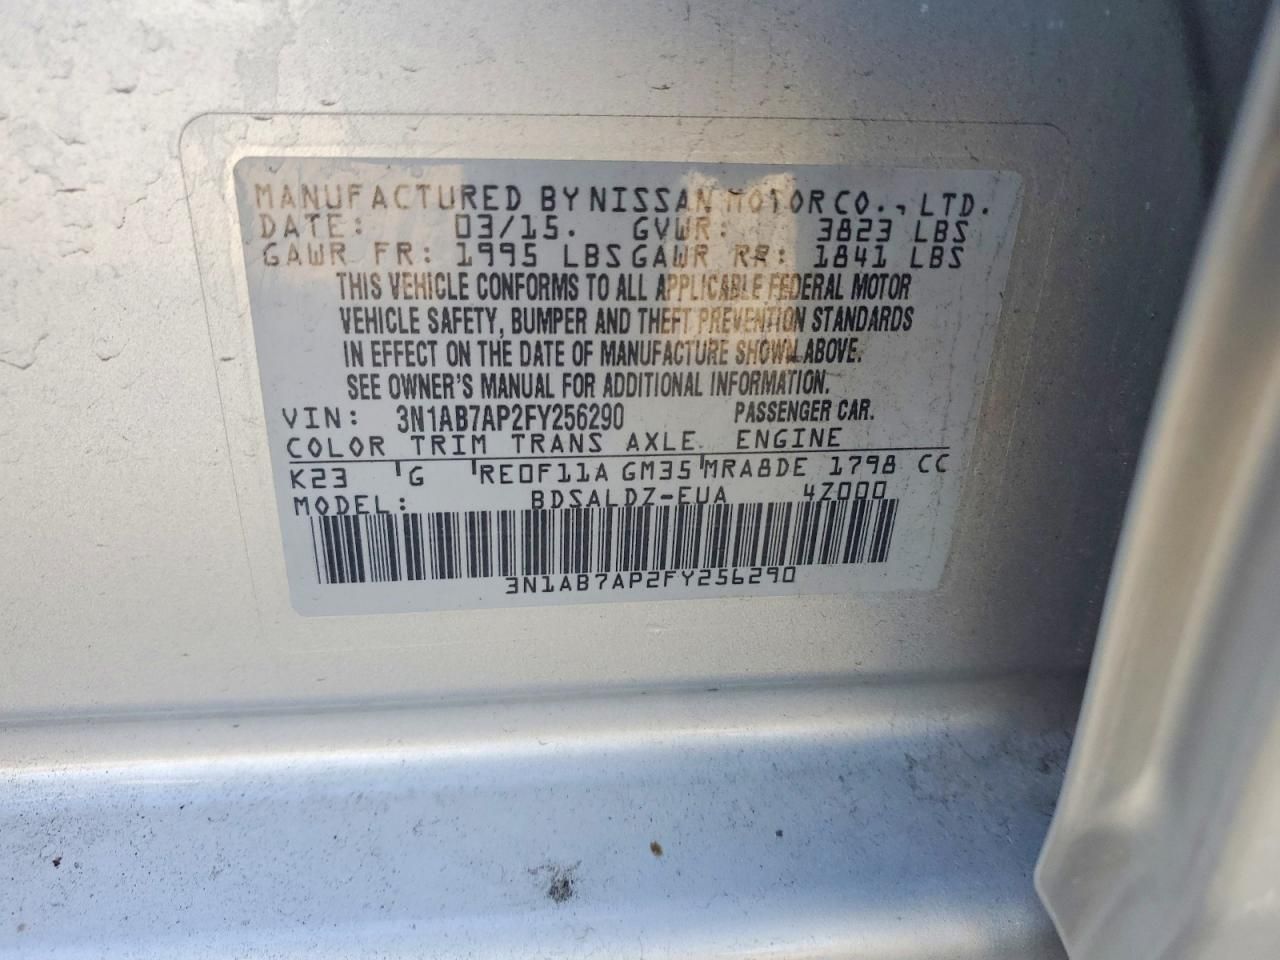 MANUFACTURED BY NISSAN MOTOR CO., LTD.
DATE: 03/15. GVWR: 3823 LBS
GAWR FR: 1995 LBS GAWR RR: 1841 LBS
THIS VEHICLE CONFORMS TO ALL APPLICABLE FEDERAL MOTOR
VEHICLE SAFETY, BUMPER AND THEFT PREVENTION STANDARDS
IN EFFECT ON THE DATE OF MANUFACTURE SHOWN ABOVE.
SEE OWNER'S MANUAL FOR ADDITIONAL INFORMATION.
VIN: 3N1AB7AP2FY256290 PASSENGER CAR.
COLOR TRIM TRANS AXLE ENGINE
K23 G RE0F11A GM35 MRA8DE 1798 CC
MODEL: BDSALDZ-EUA 4Z000
3N1AB7AP2FY256290